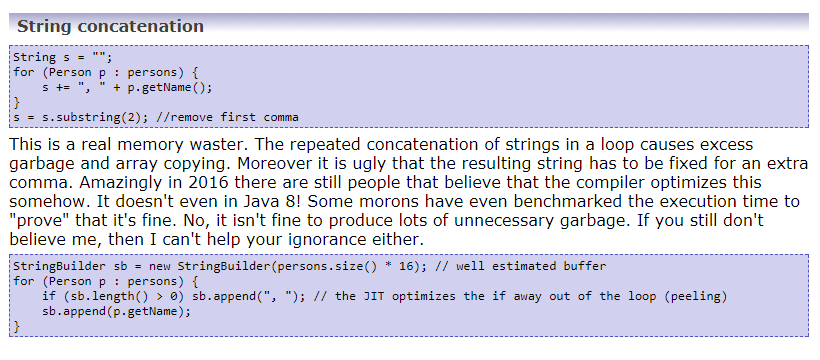 String concatenation
String s = "";
for (Person p : persons) {
    s += ", " + p.getName();
}
s = s.substring(2); //remove first comma
This is a real memory waster. The repeated concatenation of strings in a loop causes excess
garbage and array copying. Moreover it is ugly that the resulting string has to be fixed for an extra
comma. Amazingly in 2016 there are still people that believe that the compiler optimizes this
somehow. It doesn't even in Java 8! Some morons have even benchmarked the execution time to
"prove" that it's fine. No, it isn't fine to produce lots of unnecessary garbage. If you still don't
believe me, then I can't help your ignorance either.
StringBuilder sb = new StringBuilder(persons.size() * 16); // well estimated buffer
for (Person p : persons) {
    if (sb.length() > 0) sb.append(", "); // the JIT optimizes the if away out of the loop (peeling)
    sb.append(p.getName);
}